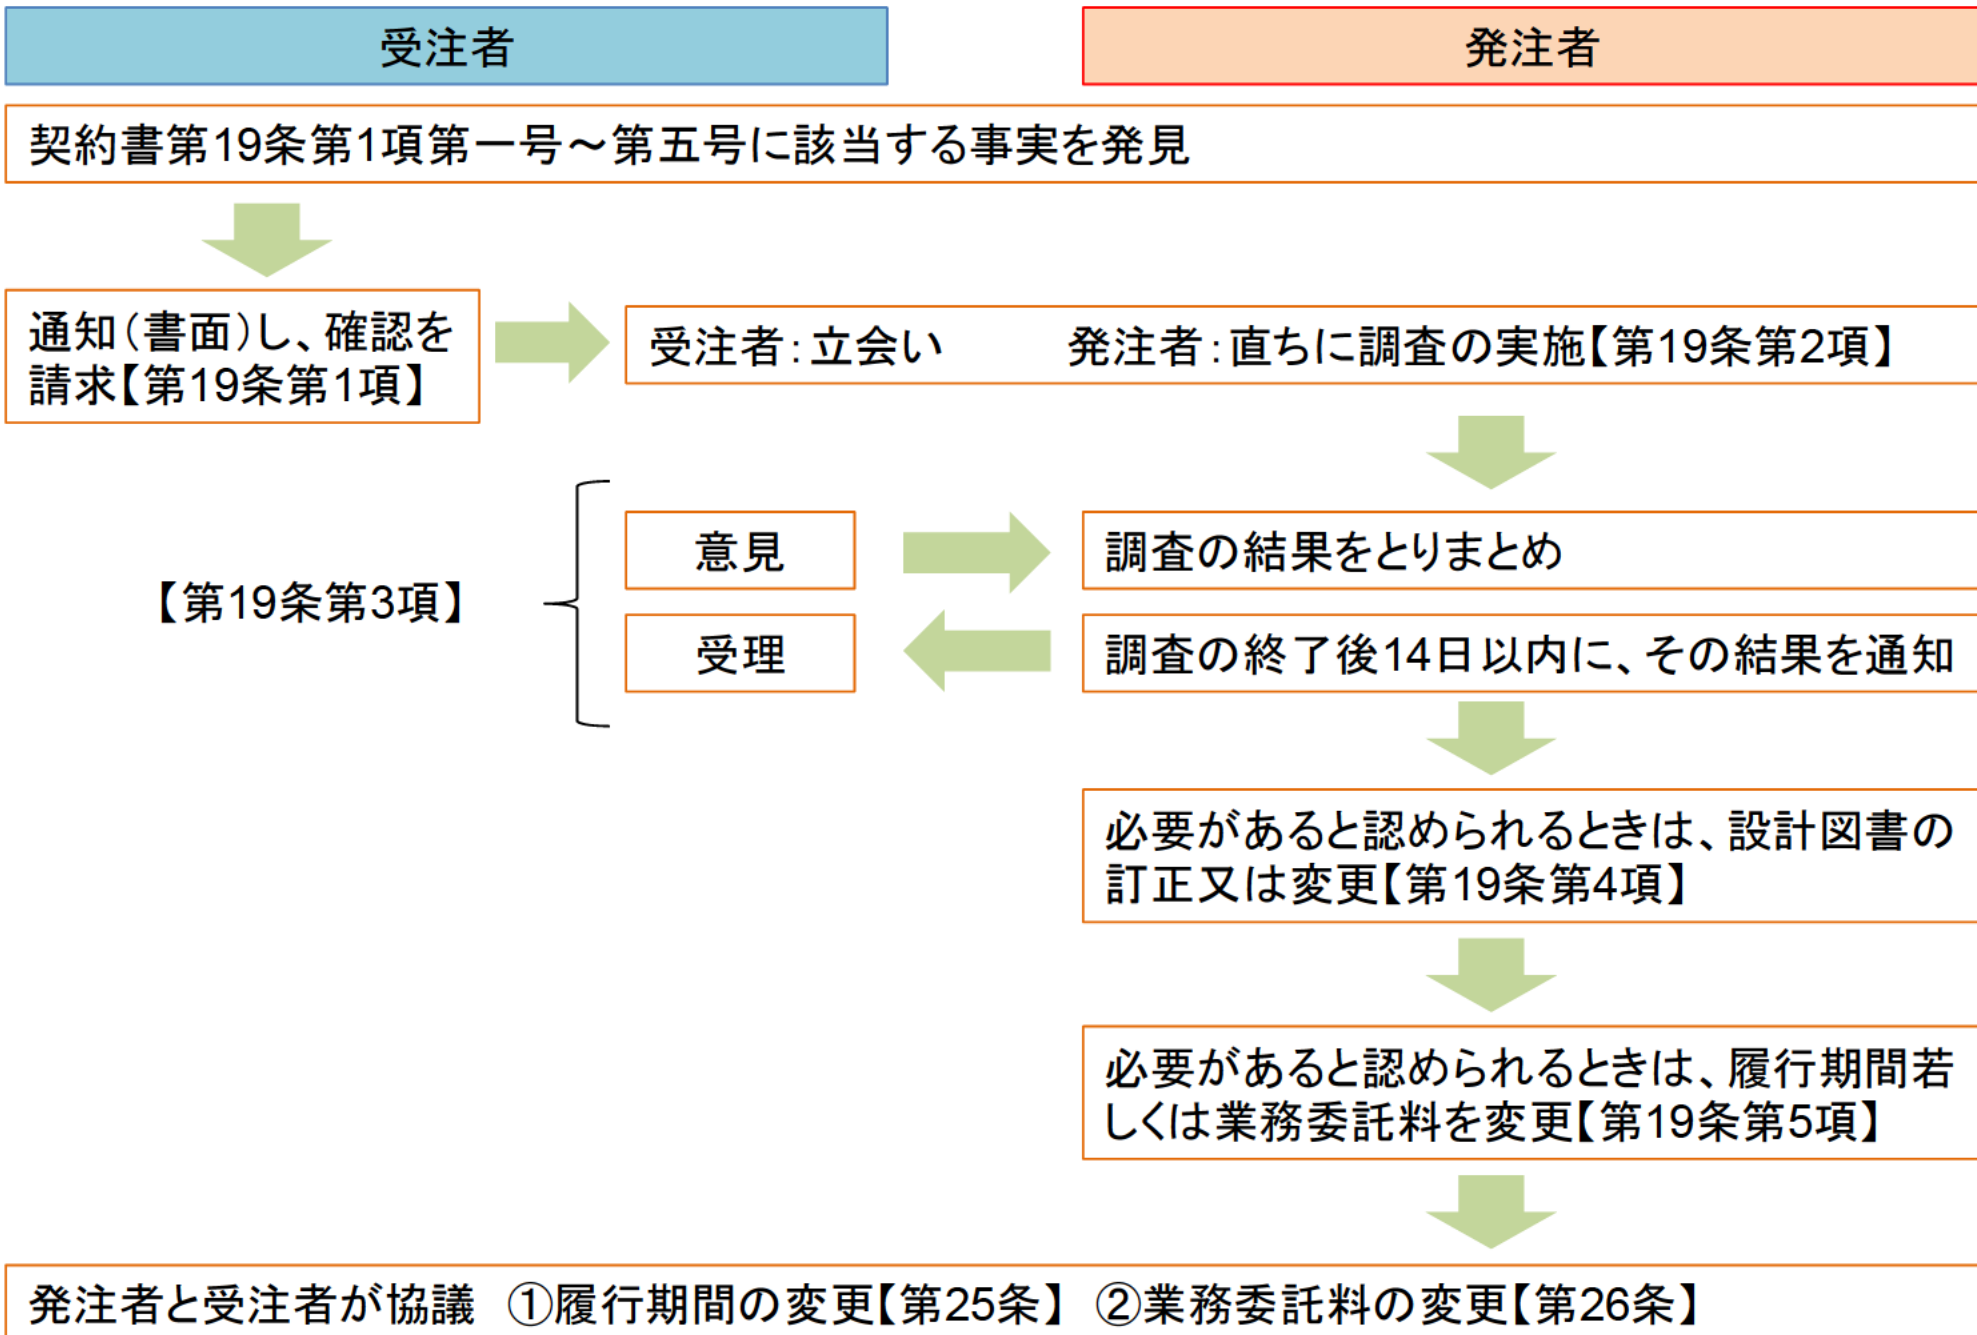 受注者
発注者
契約書第19条第1項第一号～第五号に該当する事実を発見
通知(書面)し、確認を
請求【第19条第1項】
受注者：立会い　　発注者：直ちに調査の実施【第19条第2項】
意見
調査の結果をとりまとめ
【第19条第3項】
受理
調査の終了後14日以内に、その結果を通知
必要があると認められるときは、設計図書の
訂正又は変更【第19条第4項】
必要があると認められるときは、履行期間若
しくは業務委託料を変更【第19条第5項】
発注者と受注者が協議　①履行期間の変更【第25条】　②業務委託料の変更【第26条】